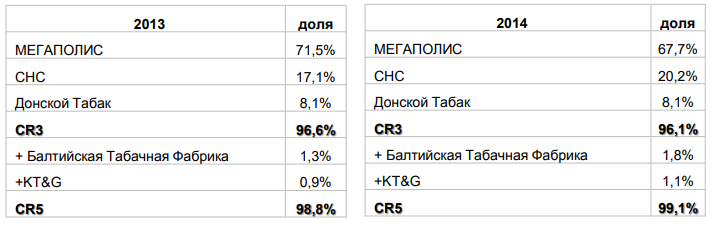 2013 доля
МЕГАПОЛИС 71,5%
СНС 17,1%
Донской Табак 8,1%
CR3 96,6%
+ Балтийская Табачная Фабрика 1,3%
+KT&G 0,9%
CR5 98,8%
2014 доля
МЕГАПОЛИС 67,7%
СНС 20,2%
Донской Табак 8,1%
CR3 96,1%
+ Балтийская Табачная Фабрика 1,8%
+KT&G 1,1%
CR5 99,1%